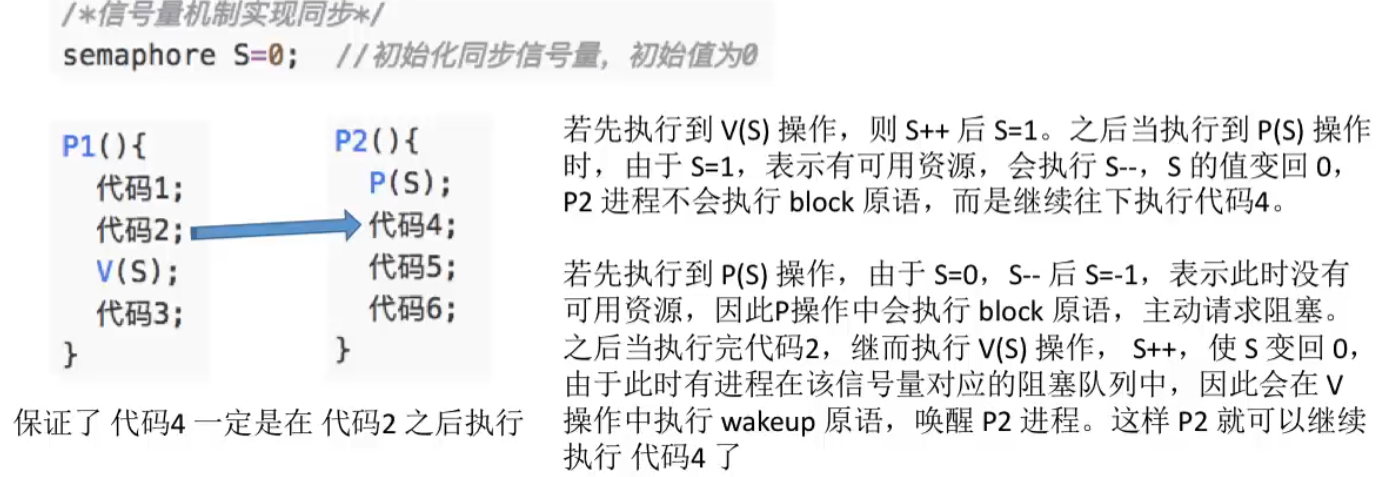 /*信号量机制实现同步*/
semaphore S=0;  //初始化同步信号量，初始值为0
P1(){
代码1;
代码2;
V(S);
代码3;
}
P2(){
P(S);
代码4;
代码5;
代码6;
}
保证了 代码4 一定是在 代码2 之后执行
若先执行到 V(S) 操作，则 S++ 后 S=1。之后当执行到 P(S) 操作
时，由于 S=1，表示有可用资源，会执行 S--，S 的值变回 0，
P2 进程不会执行 block 原语，而是继续往下执行代码4。
若先执行到 P(S) 操作，由于 S=0，S-- 后 S=-1，表示此时没有
可用资源，因此P操作中会执行 block 原语，主动请求阻塞。
之后当执行完代码2，继而执行 V(S) 操作， S++，使 S 变回 0，
由于此时有进程在该信号量对应的阻塞队列中，因此会在 V
操作中执行 wakeup 原语，唤醒 P2 进程。这样 P2 就可以继续
执行 代码4 了